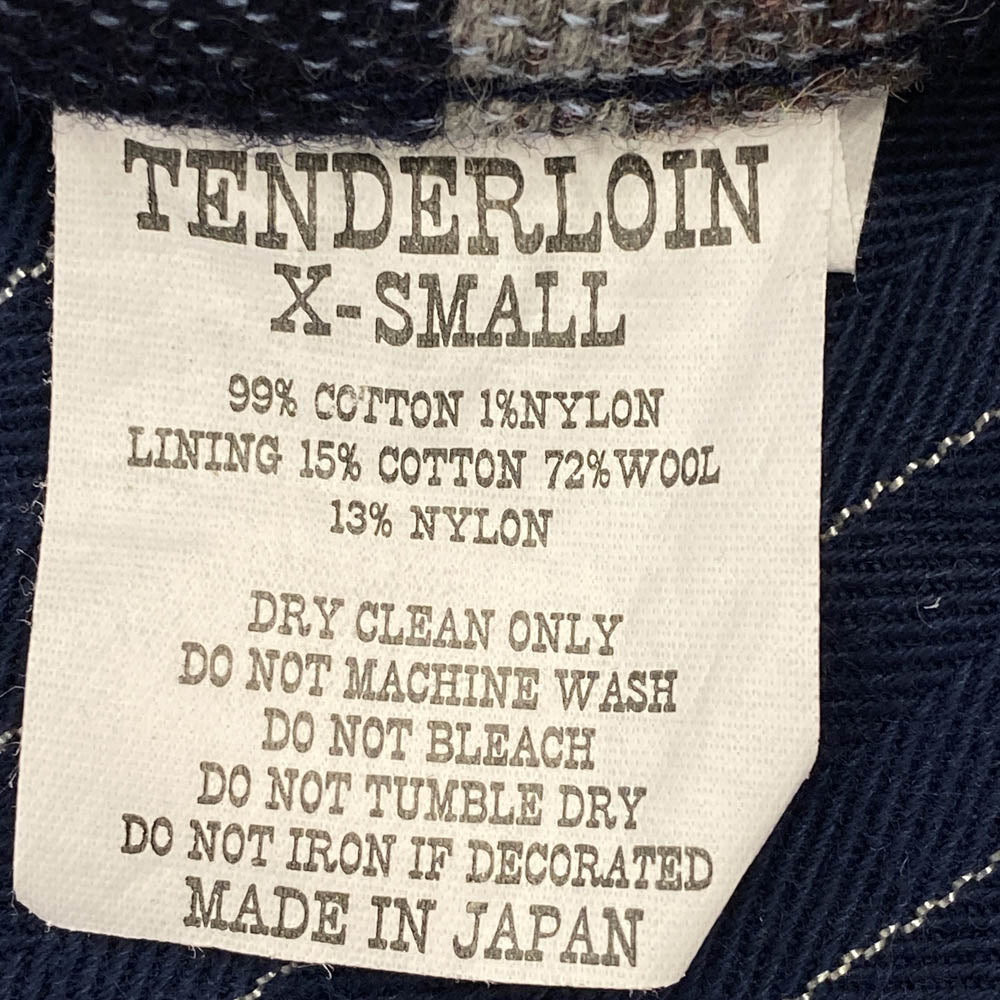 TENDERLOIN
X-SMALL
99% COTTON 1%NYLON
LINING 15% COTTON 72%WOOL
13% NYLON
DRY CLEAN ONLY
DO NOT MACHINE WASH
DO NOT BLEACH
DO NOT TUMBLE DRY
DO NOT IRON IF DECORATED
MADE IN JAPAN